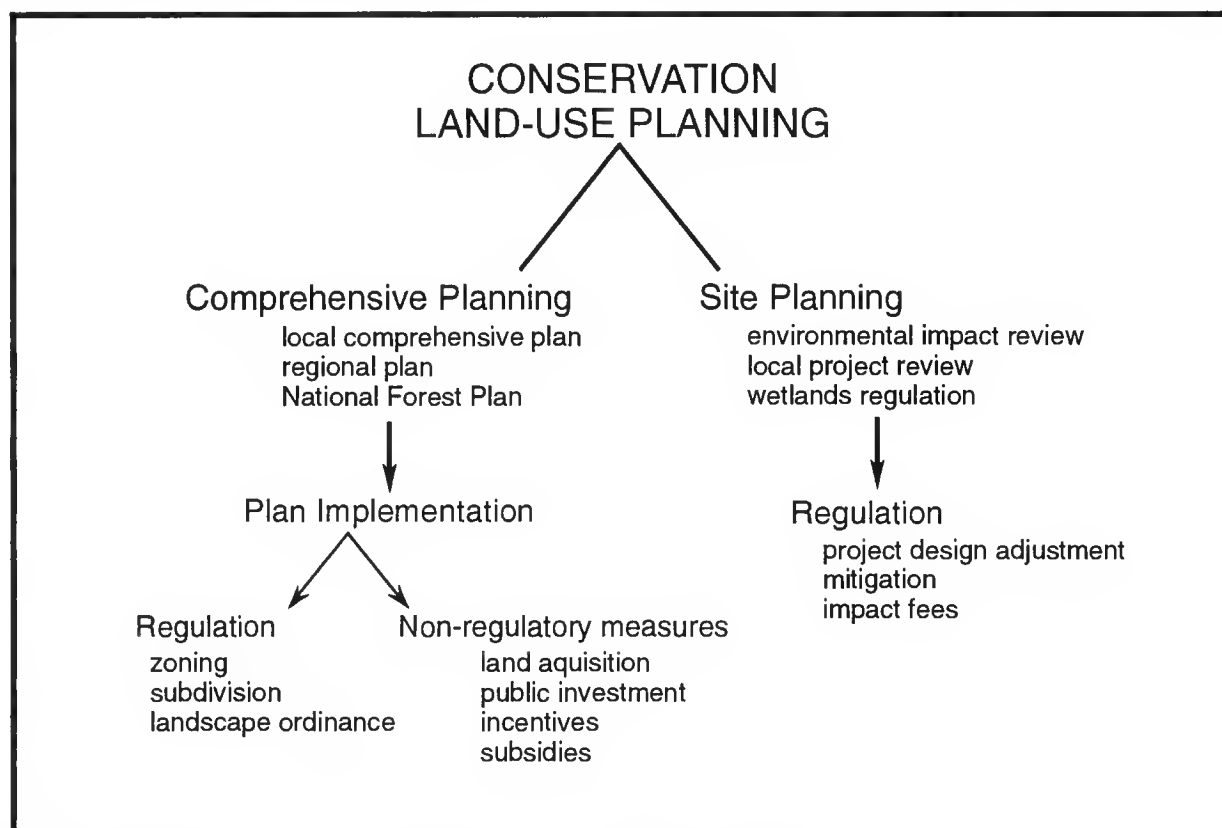 CONSERVATION
LAND-USE PLANNING
Comprehensive Planning
local comprehensive plan
regional plan
National Forest Plan
Site Planning
environmental impact review
local project review
wetlands regulation
Plan Implementation
Regulation
project design adjustment
mitigation
impact fees
Regulation
zoning
subdivision
landscape ordinance
Non-regulatory measures
land aquisition
public investment
incentives
subsidies